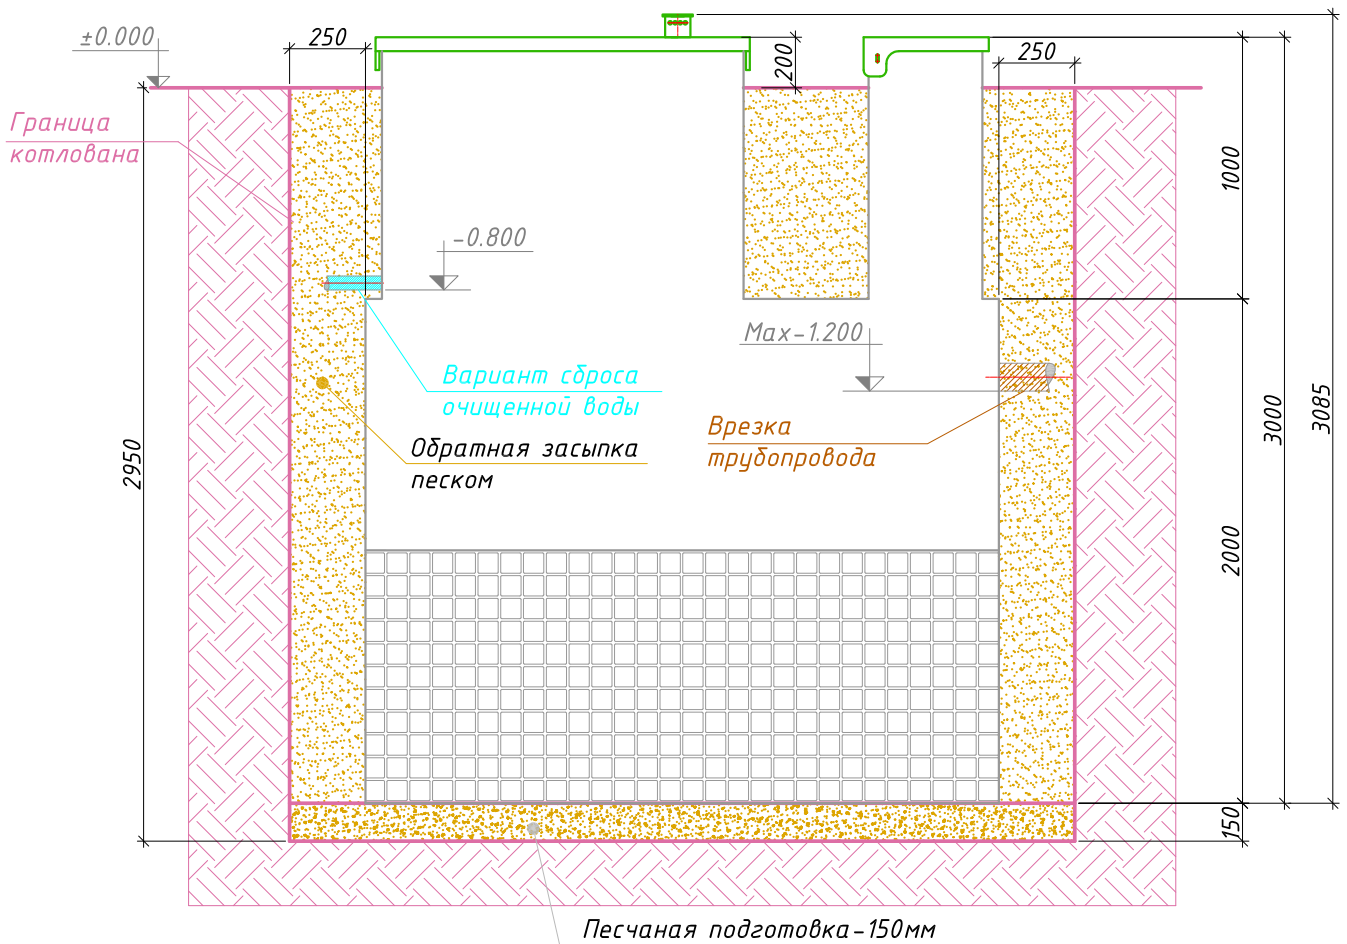 ±0.000
250
200
250
3085
Граница
котлована
1000
-0.800
Max-1.200
Вариант сброса
очищенной воды
Врезка
трубопровода
3000
2950
Обратная засыпка
песком
2000
150
Песчаная подготовка-150мм